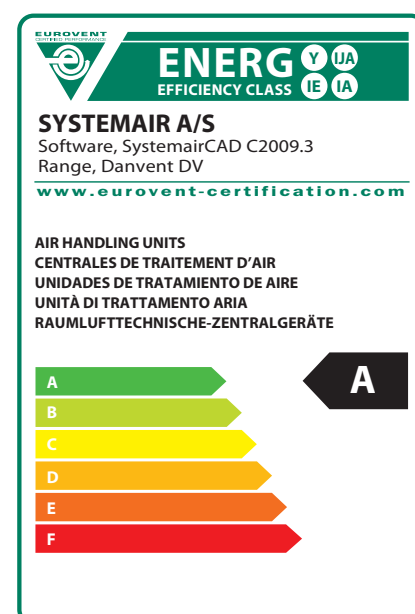 EUROVENT
CERTIFIED PERFORMANCE
ENERG Y IJA
EFFICIENCY CLASS IE IA
SYSTEMAIR A/S
Software, SystemairCAD C2009.3
Range, Danvent DV
www.eurovent-certification.com
AIR HANDLING UNITS
CENTRALES DE TRAITEMENT D'AIR
UNIDADES DE TRATAMIENTO DE AIRE
UNITÀ DI TRATTAMENTO ARIA
RAUMLUFTTECHNISCHE-ZENTRALGERÄTE
A
A
B
C
D
E
F